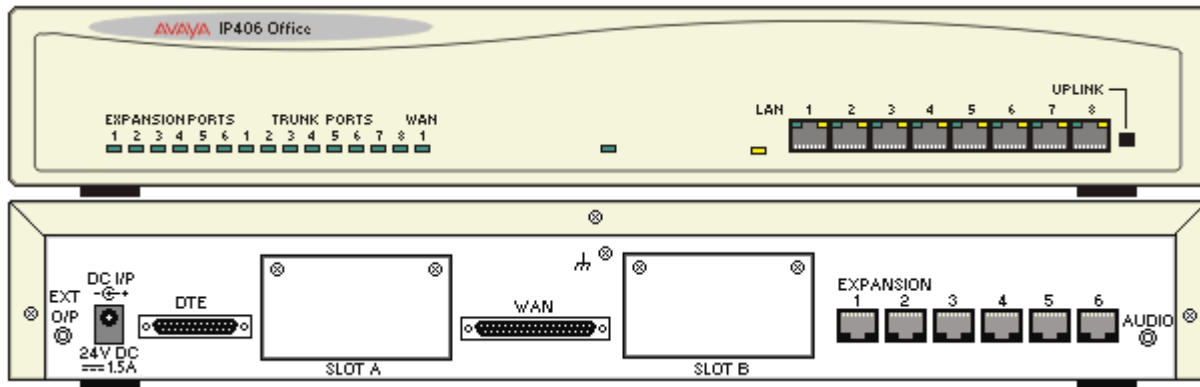 AVAYA IP406 Office
UPLINK
LAN 1 2 3 4 5 6 7 8
EXPANSION PORTS TRUNK PORTS WAN
1 2 3 4 5 6 1 2 3 4 5 6 7 8 1
EXT
O/P
DC I/P
- +
24V DC
1.5A
DTE
SLOT A
WAN
SLOT B
EXPANSION
1 2 3 4 5 6
AUDIO